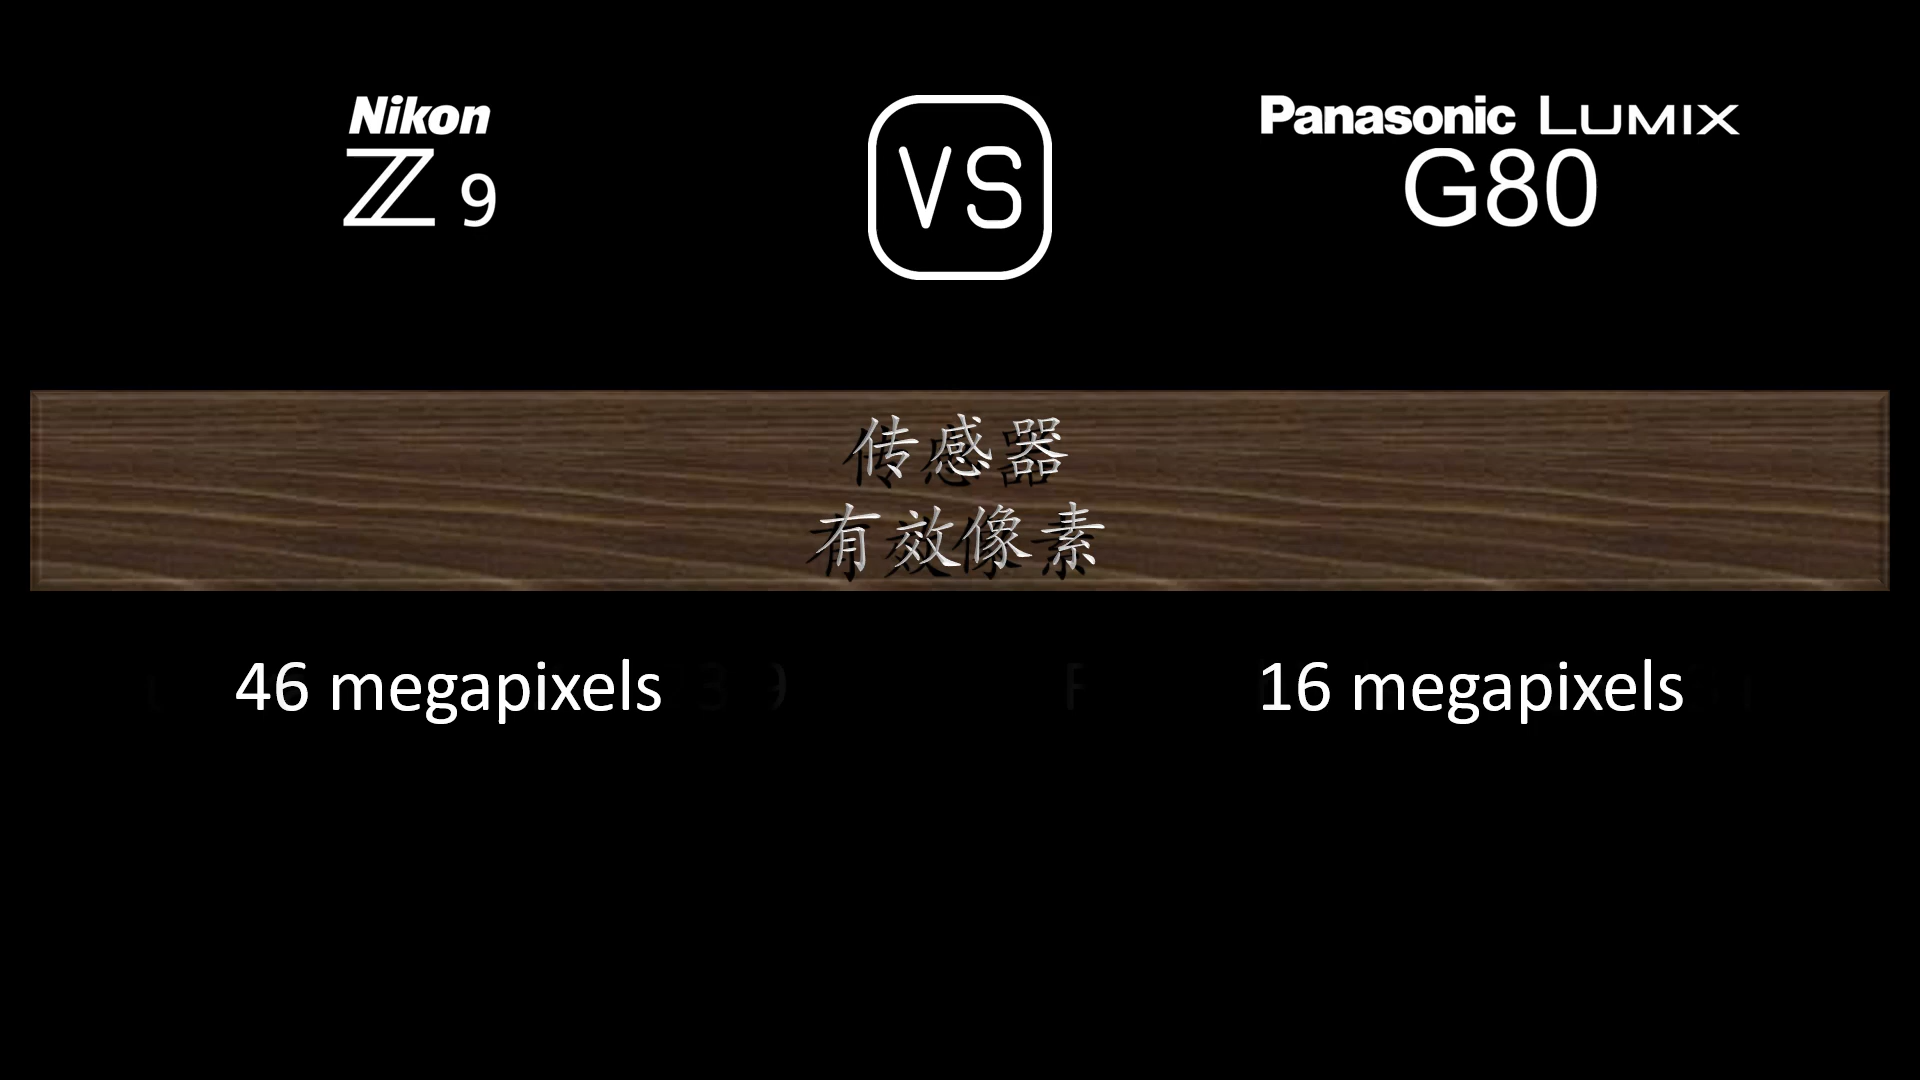 Nikon
Z 9
VS
Panasonic LUMIX
G80
传感器
有效像素
46 megapixels
16 megapixels